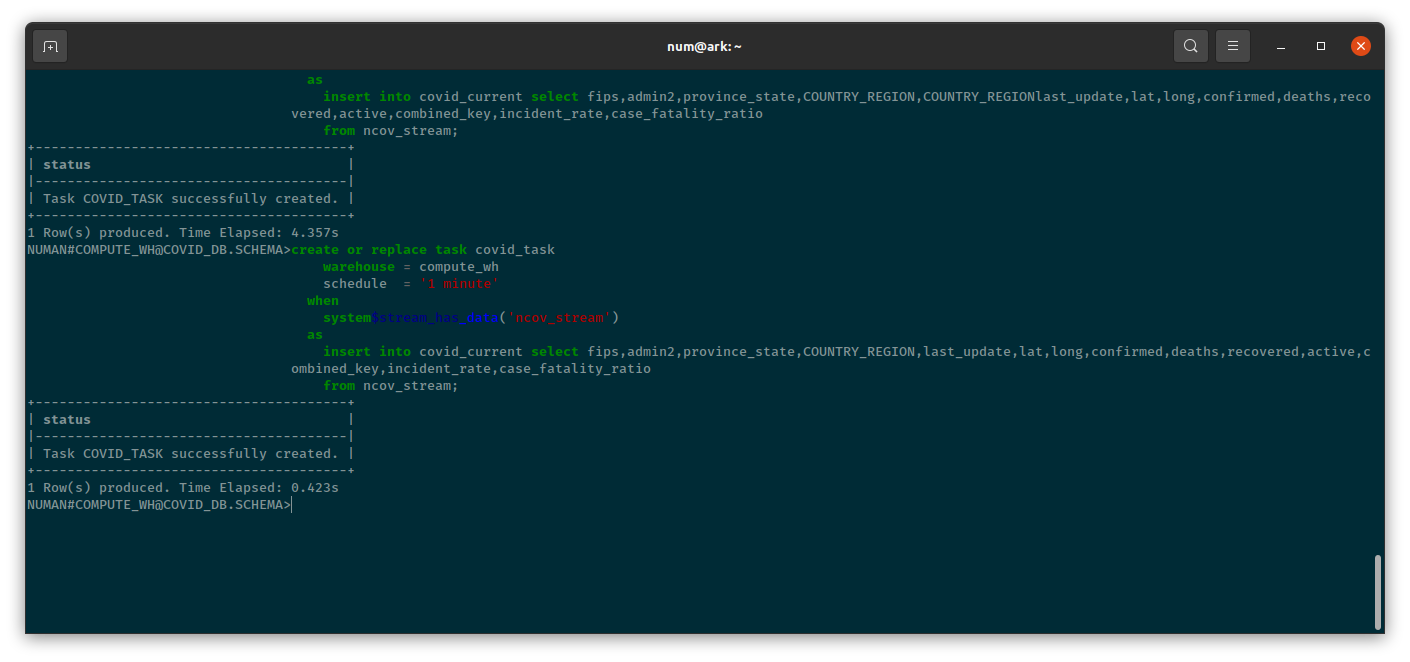 num@ark: ~
as
insert into covid_current select fips,admin2,province_state,COUNTRY_REGION,COUNTRY_REGIONlast_update,lat,long,confirmed,deaths,reco
vered,active,combined_key,incident_rate,case_fatality_ratio
from ncov_stream;
+---------------------------------------+
| status                                |
|---------------------------------------|
| Task COVID_TASK successfully created. |
+---------------------------------------+
1 Row(s) produced. Time Elapsed: 4.357s
NUMAN#COMPUTE_WH@COVID_DB.SCHEMA>create or replace task covid_task
warehouse = compute_wh
schedule  = '1 minute'
when
system$stream_has_data('ncov_stream')
as
insert into covid_current select fips,admin2,province_state,COUNTRY_REGION,last_update,lat,long,confirmed,deaths,recovered,active,c
ombined_key,incident_rate,case_fatality_ratio
from ncov_stream;
+---------------------------------------+
| status                                |
|---------------------------------------|
| Task COVID_TASK successfully created. |
+---------------------------------------+
1 Row(s) produced. Time Elapsed: 0.423s
NUMAN#COMPUTE_WH@COVID_DB.SCHEMA>